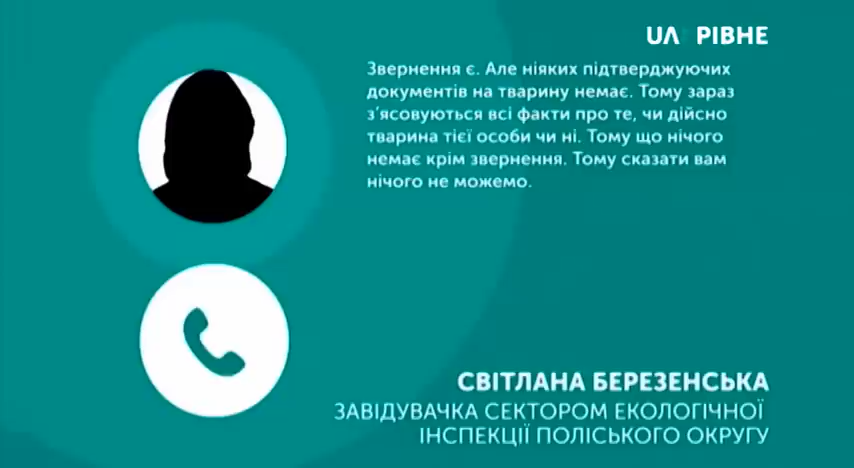 UA РІВНЕ
Звернення є. Але ніяких підтверджуючих
документів на тварину немає. Тому зараз
з'ясовуються всі факти про те, чи дійсно
тварина тієї особи чи ні. Тому що нічого
немає крім звернення. Тому сказати вам
нічого не можемо.
СВІТЛАНА БЕРЕЗЕНСЬКА
ЗАВІДУВАЧКА СЕКТОРОМ ЕКОЛОГІЧНОЇ
ІНСПЕКЦІЇ ПОЛІСЬКОГО ОКРУГУ